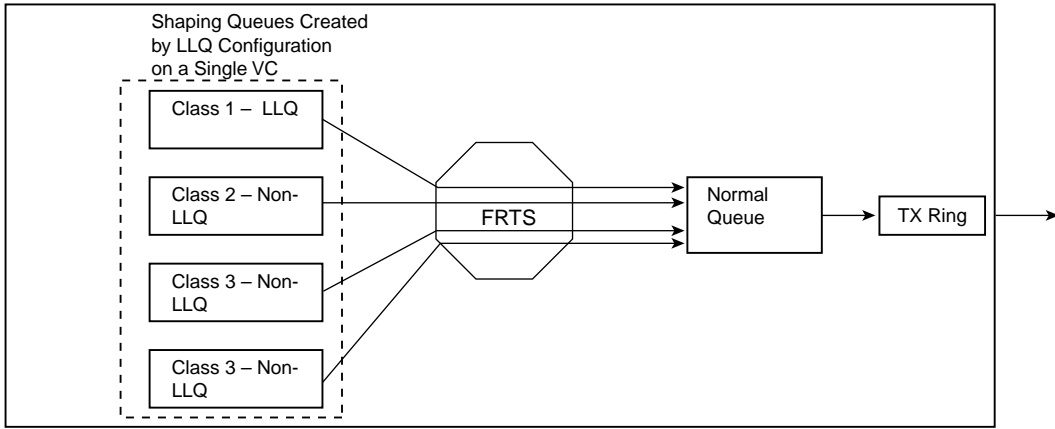 Shaping Queues Created
by LLQ Configuration
on a Single VC
Class 1 – LLQ
Class 2 – Non-
LLQ
Class 3 – Non-
LLQ
Class 3 – Non-
LLQ
FRTS
Normal
Queue
TX Ring